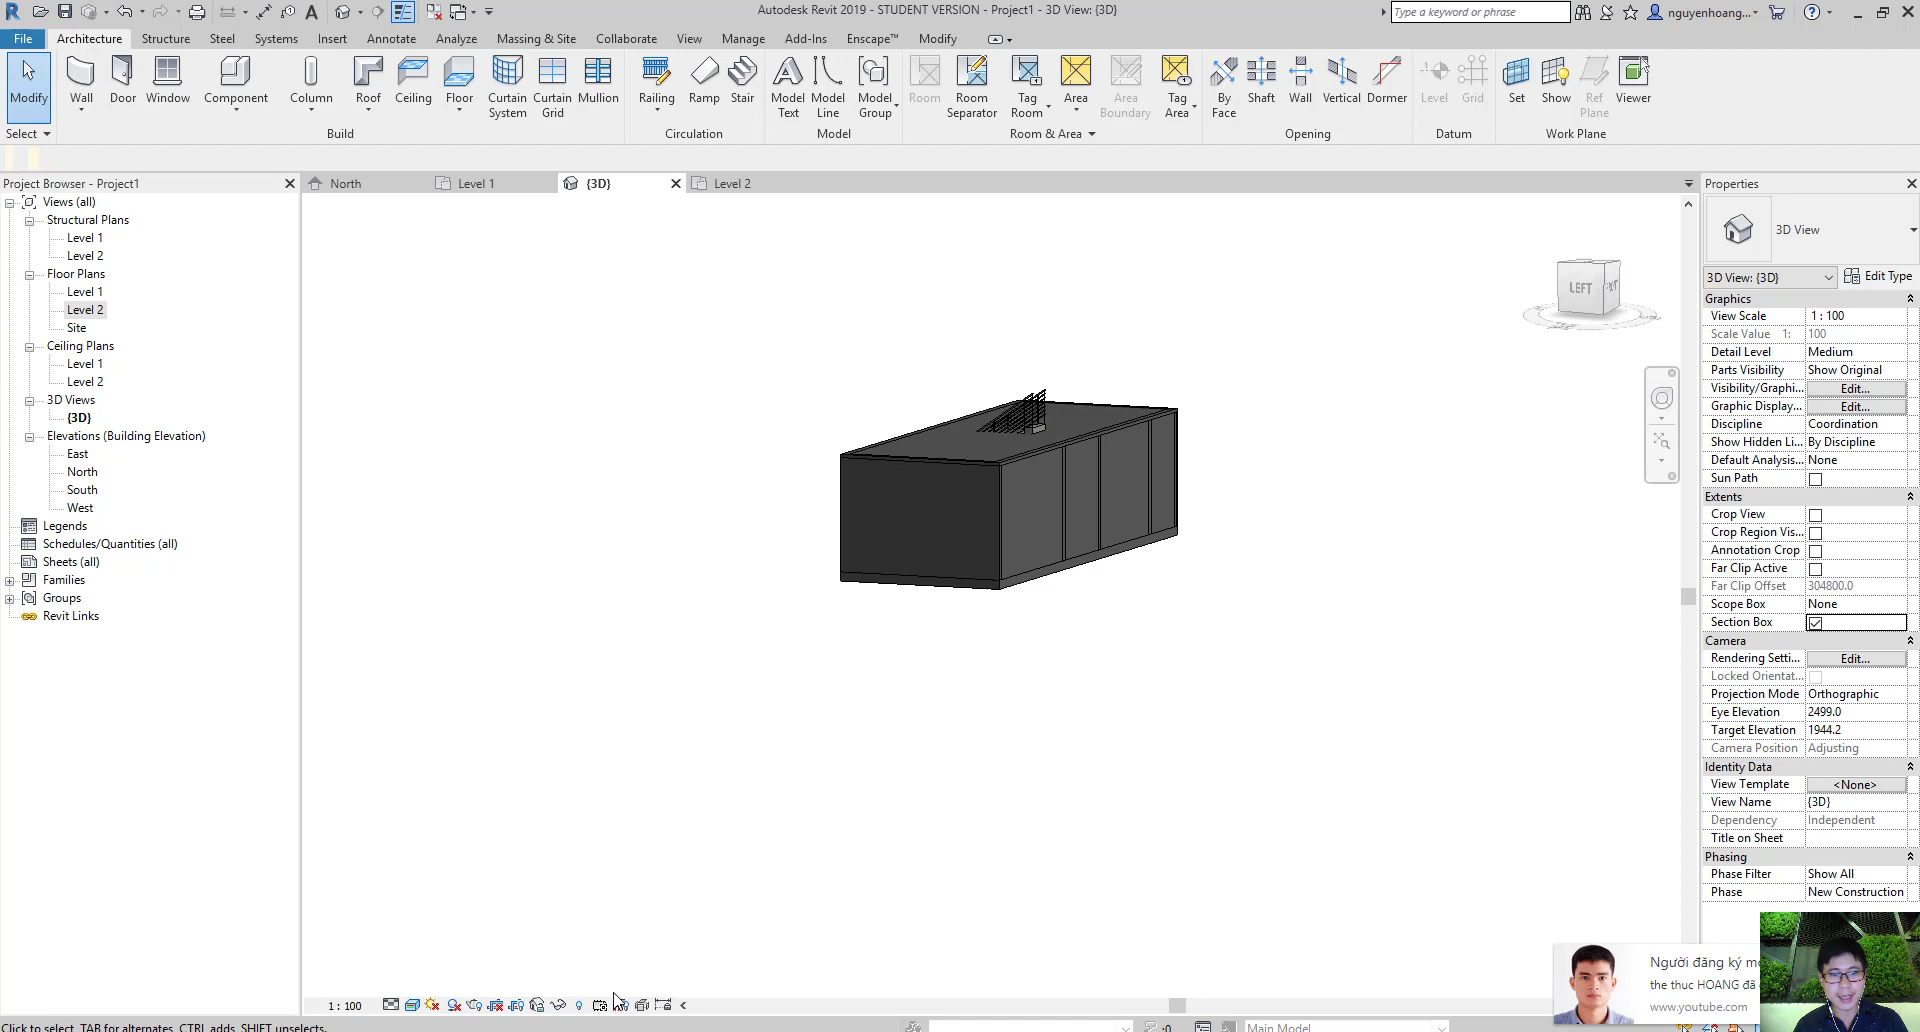 Autodesk Revit 2019 - STUDENT VERSION - Project1 - 3D View: {3D}
Type a keyword or phrase
nguyenhoang...
File
Architecture
Structure
Steel
Systems
Insert
Annotate
Analyze
Massing & Site
Collaborate
View
Manage
Add-Ins
Enscape™
Modify
Modify
Wall
Door
Window
Component
Column
Roof
Ceiling
Floor
Curtain System
Curtain Grid
Mullion
Railing
Ramp
Stair
Model Text
Model Line
Model Group
Room
Room Separator
Tag Room
Area
Area Boundary
Tag Area
By Face
Shaft
Wall
Vertical
Dormer
Level
Grid
Set
Show
Ref Plane
Viewer
Select
Build
Circulation
Model
Room & Area
Opening
Datum
Work Plane
Project Browser - Project1
Views (all)
Structural Plans
Level 1
Level 2
Floor Plans
Level 1
Level 2
Site
Ceiling Plans
Level 1
Level 2
3D Views
{3D}
Elevations (Building Elevation)
East
North
South
West
Legends
Schedules/Quantities (all)
Sheets (all)
Families
Groups
Revit Links
North
Level 1
{3D}
Level 2
LEFT
Properties
3D View
3D View: {3D}
Edit Type
Graphics
View Scale 1 : 100
Scale Value 1: 100
Detail Level Medium
Parts Visibility Show Original
Visibility/Graphi... Edit...
Graphic Display... Edit...
Discipline Coordination
Show Hidden Li... By Discipline
Default Analysis... None
Sun Path
Extents
Crop View
Crop Region Vis...
Annotation Crop
Far Clip Active
Far Clip Offset 304800.0
Scope Box None
Section Box
Camera
Rendering Setti... Edit...
Locked Orientat...
Projection Mode Orthographic
Eye Elevation 2499.0
Target Elevation 1944.2
Camera Position Adjusting
Identity Data
View Template <None>
View Name {3D}
Dependency Independent
Title on Sheet
Phasing
Phase Filter Show All
Phase New Construction
Người đăng ký
the thuc HOANG đã
www.youtube.com
1 : 100
Click to select, TAB for alternates, CTRL adds, SHIFT unselects.
:0
Main Model